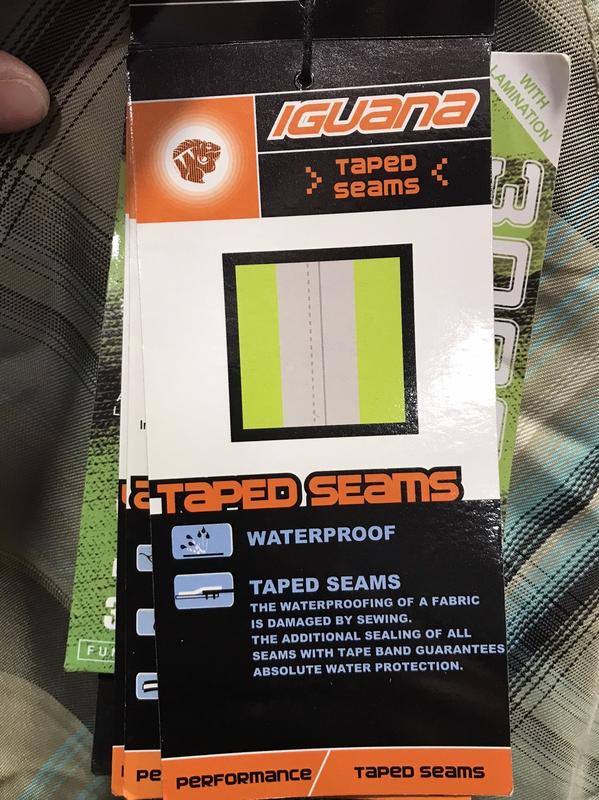 IGUANA
TAPED
SEAMS
WITH
LAMINATION
TAPED SEAMS
WATERPROOF
TAPED SEAMS
THE WATERPROOFING OF A FABRIC
IS DAMAGED BY SEWING.
THE ADDITIONAL SEALING OF ALL
SEAMS WITH TAPE BAND GUARANTEES
ABSOLUTE WATER PROTECTION.
PERFORMANCE / TAPED SEAMS